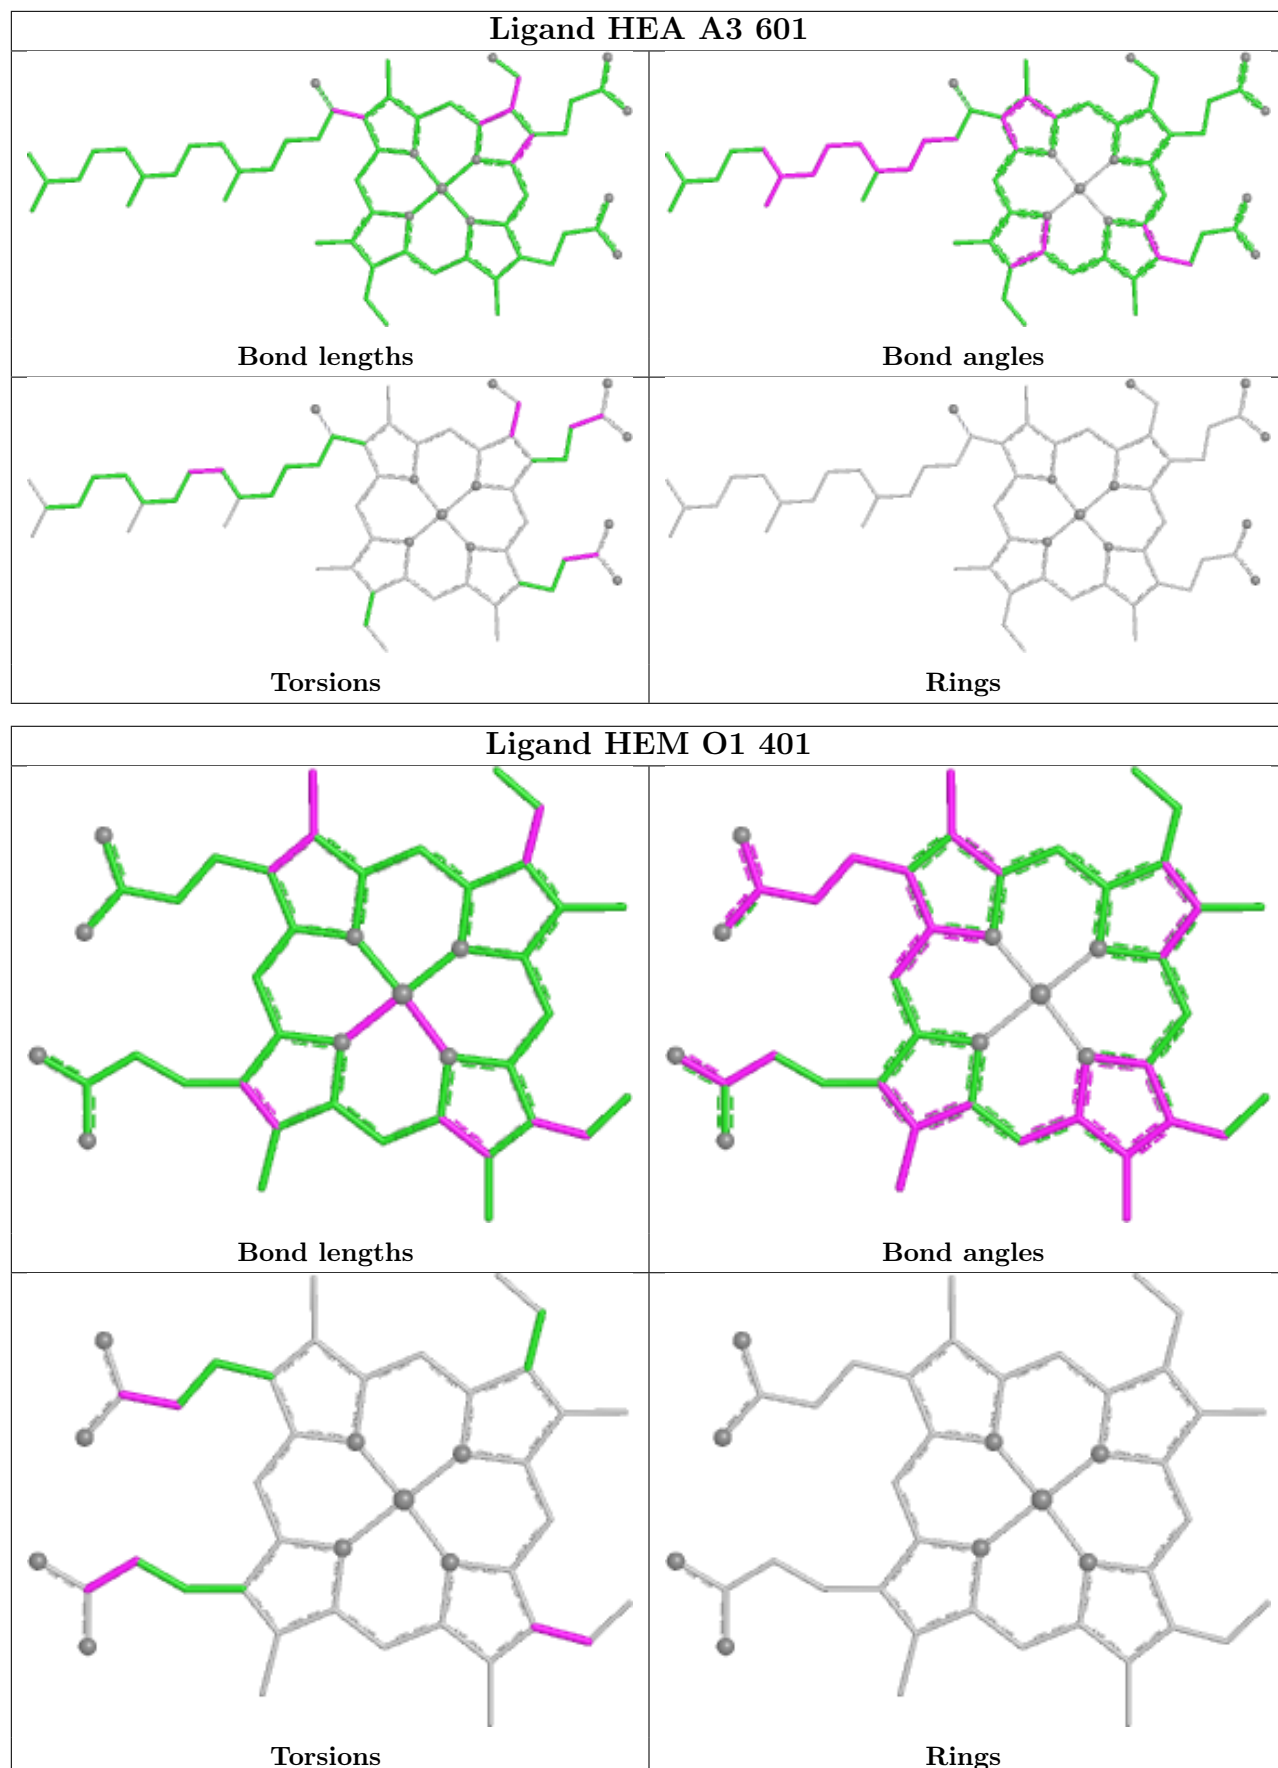 Ligand HEA A3 601
Bond lengths
Bond angles
Torsions
Rings
Ligand HEM O1 401
Bond lengths
Bond angles
Torsions
Rings